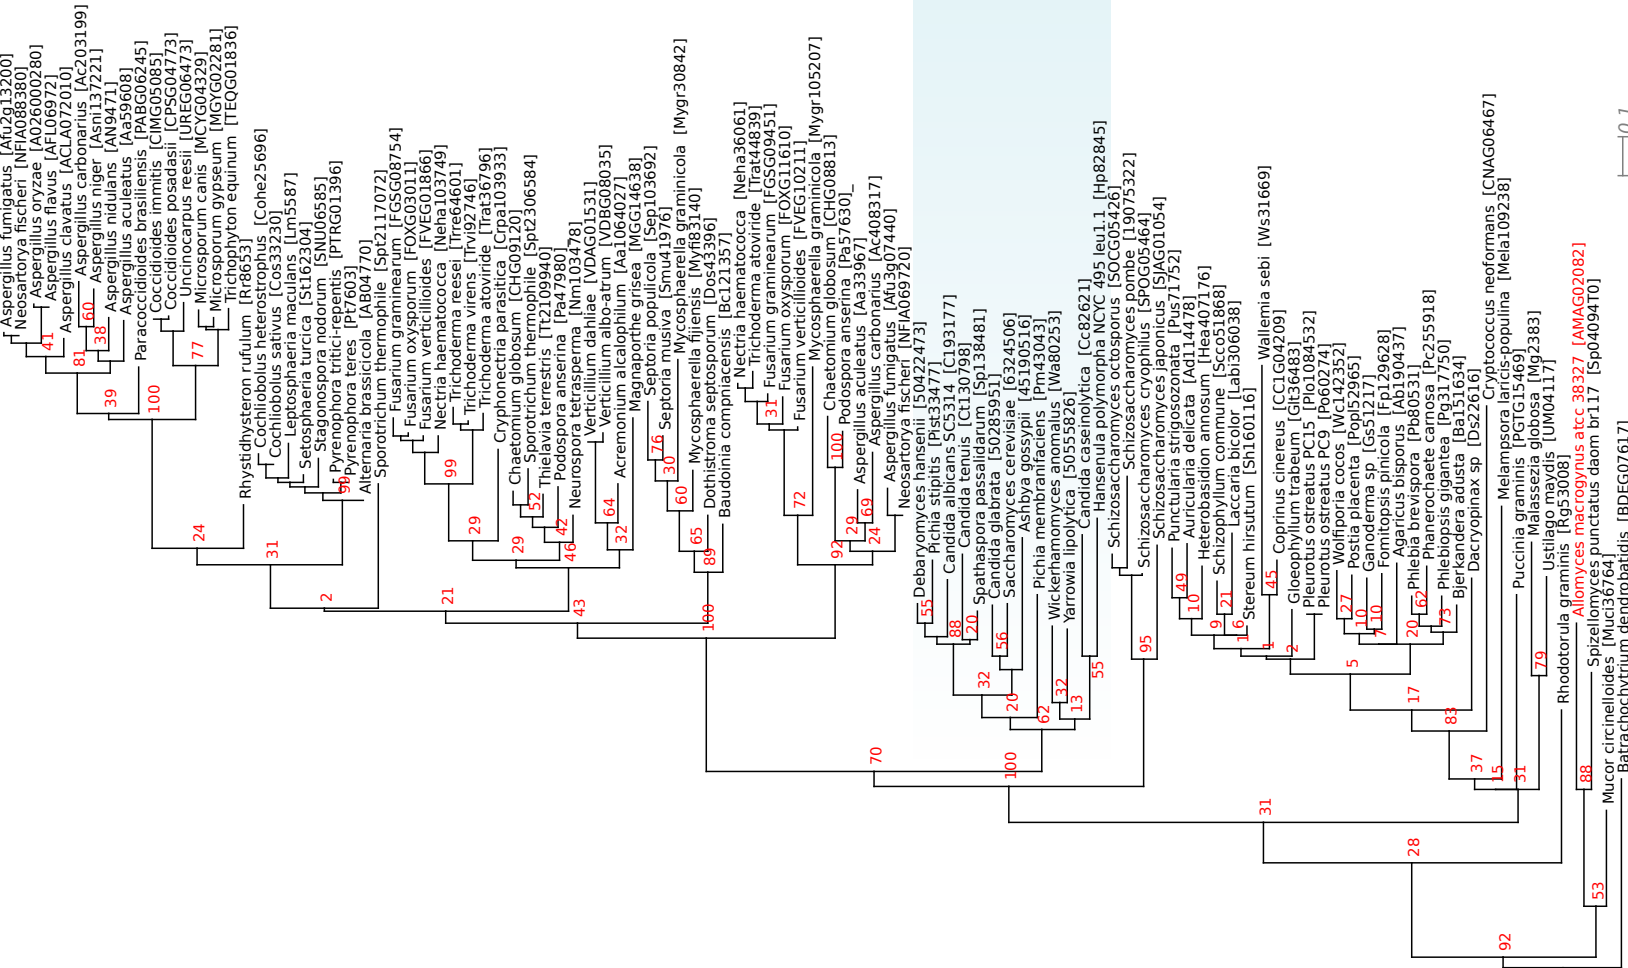 Aspergillus fumigatus [Afu2g13200]
Neosartorya fischeri [NFIA088380]
Aspergillus oryzae [A026000280]
Aspergillus flavus [AFL06972]
Aspergillus clavatus [ACLA072010]
Aspergillus carbonarius [Ac203199]
Aspergillus niger [Asni137221]
Aspergillus nidulans [AN9471]
Aspergillus aculeatus [Aa59608]
Paracoccidioides brasiliensis [PABG06245]
Coccidioides immitis [CIMG05085]
Coccidioides posadasii [CPSG04773]
Uncinocarpus reesii [UREG06473]
Microsporum canis [MCYG04329]
Microsporum gypseum [MGYG02281]
Trichophyton equinum [TEQG01836]
Rhystidhysteron rufulum [Rr8653]
Cochliobolus heterostrophus [Cohe25696]
Cochliobolus sativus [Cos33230]
Leptosphaeria maculans [Lm5587]
Setosphaeria turcica [St162304]
Stagonospora nodorum [SNU06585]
Pyrenophora tritici-repentis [PTRG01396]
Pyrenophora teres [Pt7603]
Alternaria brassicicola [AB04770]
Sporotrichum thermophile [Spt2117072]
Fusarium graminearum [FGSG08754]
Fusarium oxysporum [FOXG03011]
Fusarium verticillioides [FVEG01866]
Nectria haematococca [Neha103749]
Trichoderma reesei [Trire64601]
Trichoderma virens [Trvi92746]
Trichoderma atroviride [Trat36796]
Cryphonectria parasitica [Crpa103933]
Chaetomium globosum [CHG09120]
Sporotrichum thermophile [Spt2306584]
Thielavia terrestris [Tt2109940]
Podospora anserina [Pa47980]
Neurospora tetrasperma [Nm103478]
Verticillium dahliae [VDAG01531]
Verticillium albo-atrum [VDBG08035]
Acremonium alcalophilum [Aa1064027]
Magnaporthe grisea [MGG14638]
Septoria populicola [Sep103692]
Septoria musiva [Smu41976]
Mycosphaerella graminicola [Mygr30842]
Mycosphaerella fijiensis [Myfi83140]
Dothistroma septosporum [Dos43396]
Baudoinia compniacensis [Bc121357]
Nectria haematococca [Neha36061]
Trichoderma atroviride [Trat44839]
Fusarium graminearum [FGSG09451]
Fusarium oxysporum [FOXG11610]
Fusarium verticillioides [FVEG10211]
Mycosphaerella graminicola [Mygr105207]
Chaetomium globosum [CHG08813]
Podospora anserina [Pa57630]_
Aspergillus aculeatus [Aa33967]
Aspergillus carbonarius [Ac408317]
Aspergillus fumigatus [Afu3g07440]
Neosartorya fischeri [NFIA069720]
Debaryomyces hansenii [50422473]
Pichia stipitis [Pist33477]
Candida albicans SC5314 [C193177]
Candida tenuis [Ct130798]
Spathaspora passalidarum [Sp138481]
Candida glabrata [50285951]
Saccharomyces cerevisiae [6324506]
Ashbya gossypii [45190516]
Pichia membranifaciens [Pm43043]
Wickerhamomyces anomalus [Wa80253]
Yarrowia lipolytica [50555826]
Candida caseinolytica [Cc82621]
Hansenula polymorpha NCYC 495 leu1.1 [Hp82845]
Schizosaccharomyces octosporus [SOCG05426]
Schizosaccharomyces pombe [19075322]
Schizosaccharomyces cryophilus [SPOG05464]
Schizosaccharomyces japonicus [SJAG01054]
Punctularia strigosozonata [Pus71752]
Auricularia delicata [Ad114478]
Heterobasidion annosum [Hea407176]
Schizophyllum commune [Scco51868]
Laccaria bicolor [Labi306038]
Stereum hirsutum [Sh160116]
Wallemia sebi [Ws31669]
Coprinus cinereus [CC1G04209]
Gloeophyllum trabeum [Glt36483]
Pleurotus ostreatus PC15 [Plo1084532]
Pleurotus ostreatus PC9 [Po60274]
Wolfiporia cocos [Wc142352]
Postia placenta [Popl52965]
Ganoderma sp [Gs51217]
Fomitopsis pinicola [Fp129628]
Agaricus bisporus [Ab190437]
Phlebia brevispora [Pb80531]
Phanerochaete carnosa [Prc255918]
Phlebiopsis gigantea [Pg317750]
Bjerkandera adusta [Ba151634]
Dacryopinax sp [Ds22616]
Cryptococcus neoformans [CNAG06467]
Melampsora laricis-populina [Mela109238]
Puccinia graminis [PGTG15469]
Malassezia globosa [Mg2383]
Ustilago maydis [UM04117]
Rhodotorula graminis [Rg53008]
Allomyces macrogynus atcc 38327 [AMAG02082]
Spizellomyces punctatus daom br117 [Sp04094T0]
Mucor circinelloides [Muci36764]
Batrachochytrium dendrobatidis [BDEG07617]
0.1
41
81
60
38
39
100
77
24
31
99
2
99
29
52
42
29
46
64
32
43
21
76
30
60
65
89
100
31
72
100
29
69
24
92
55
88
20
56
32
20
62
32
13
55
95
70
100
49
10
9
21
6
1
45
1
2
27
10
10
7
20
62
73
5
17
83
37
15
31
79
31
28
88
53
92